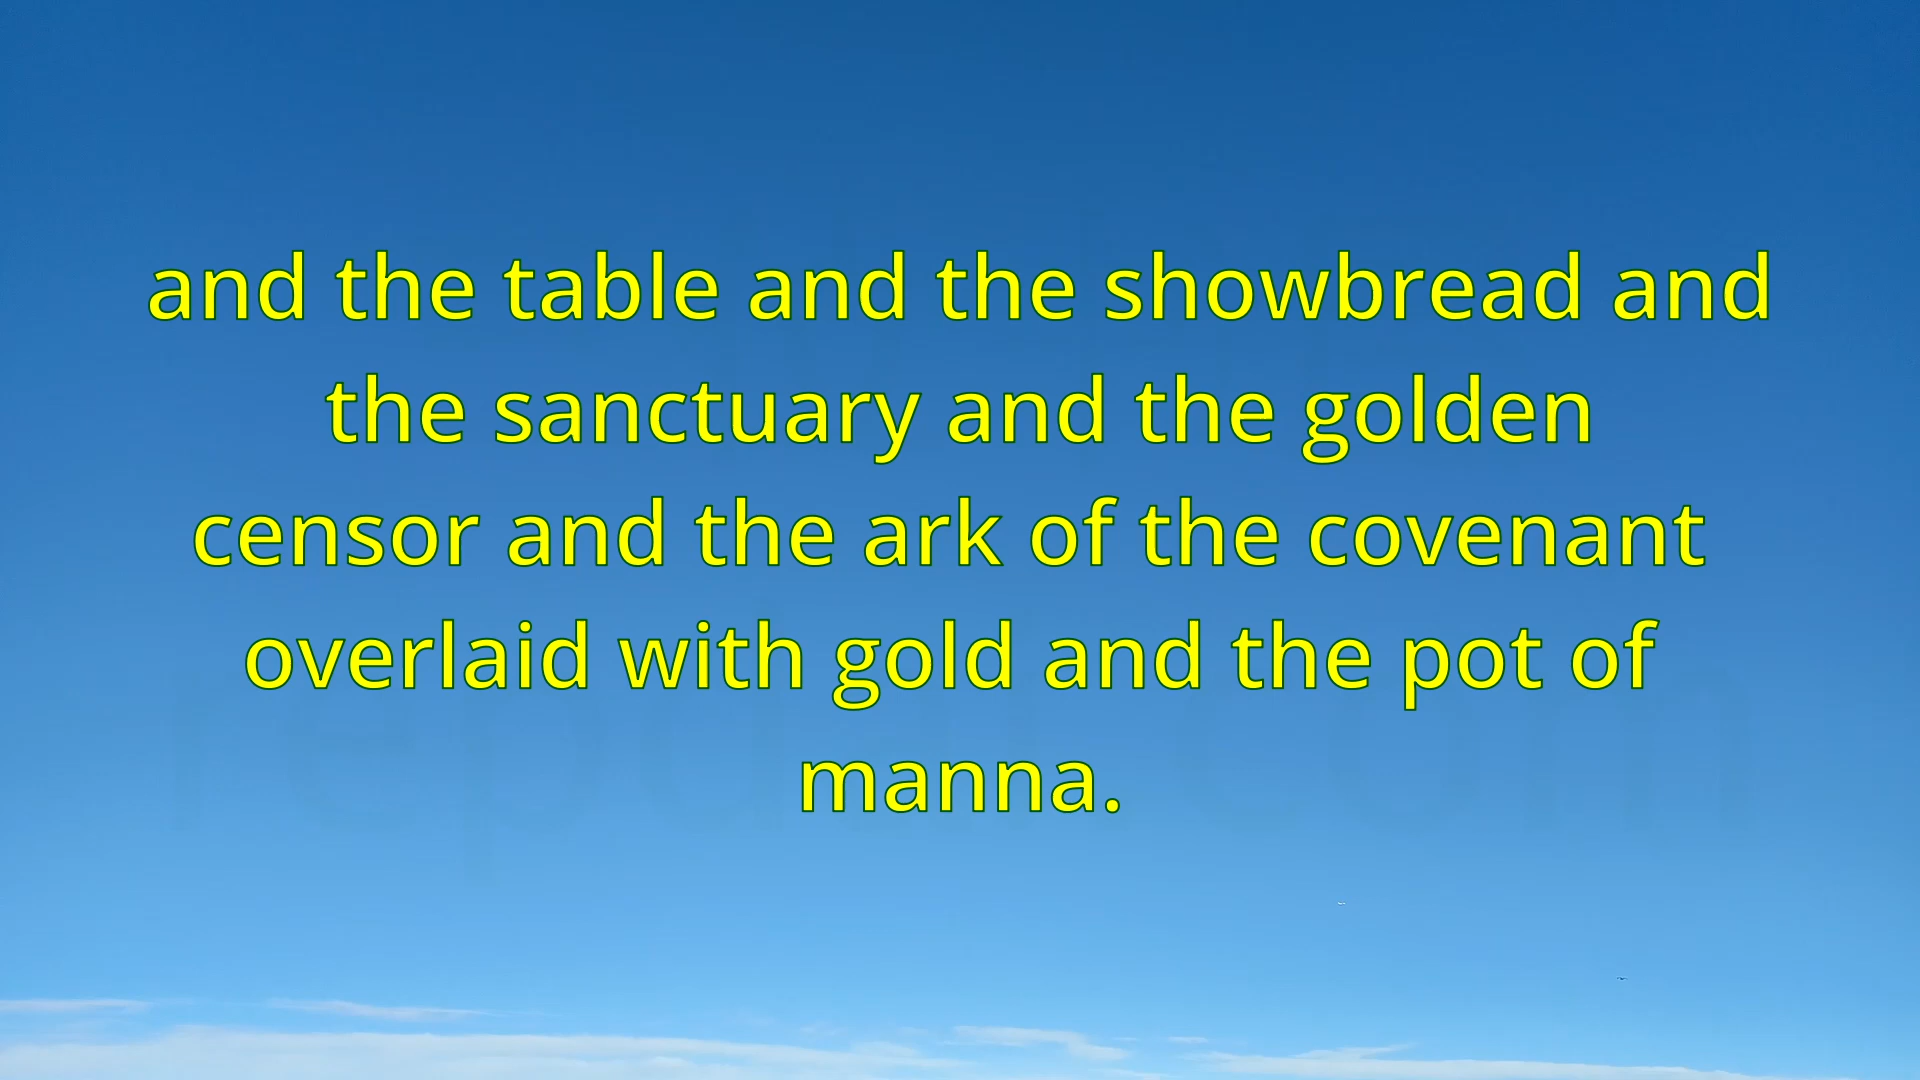 and the table and the showbread and
the sanctuary and the golden
censor and the ark of the covenant
overlaid with gold and the pot of
manna.